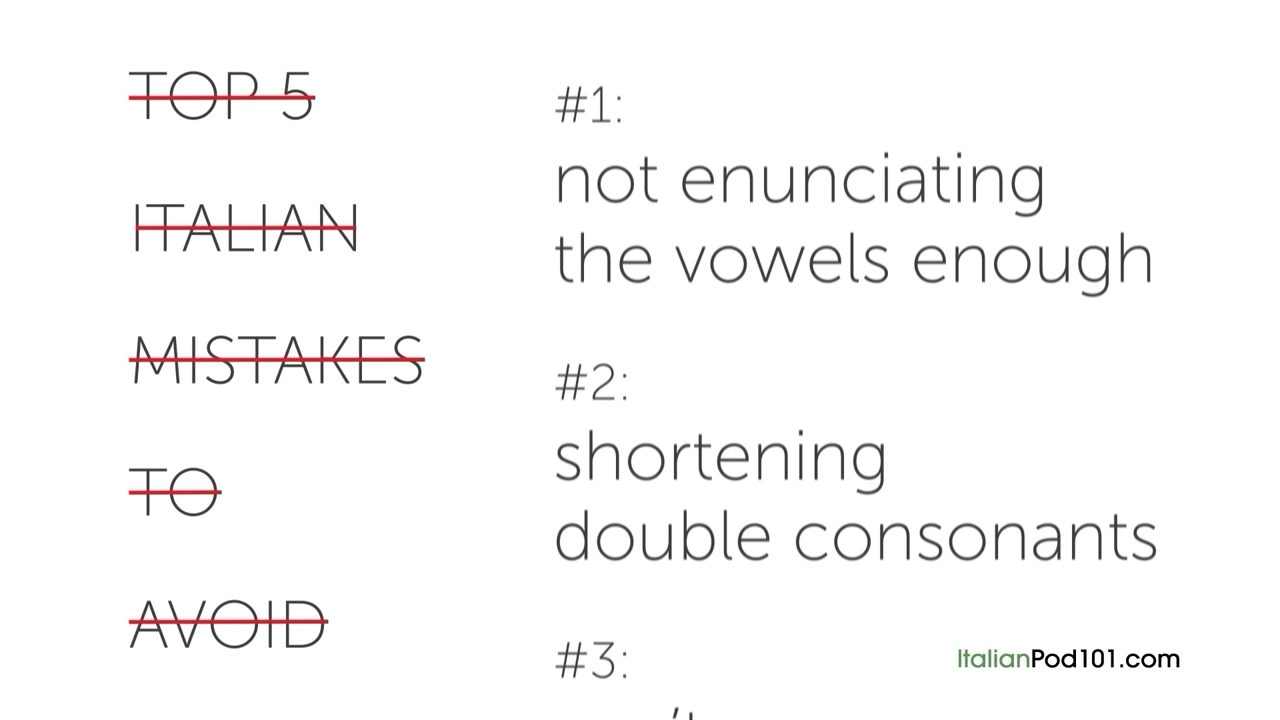 TOP 5
ITALIAN
MISTAKES
TO
AVOID
#1:
not enunciating
the vowels enough
#2:
shortening
double consonants
#3:
ItalianPod101.com